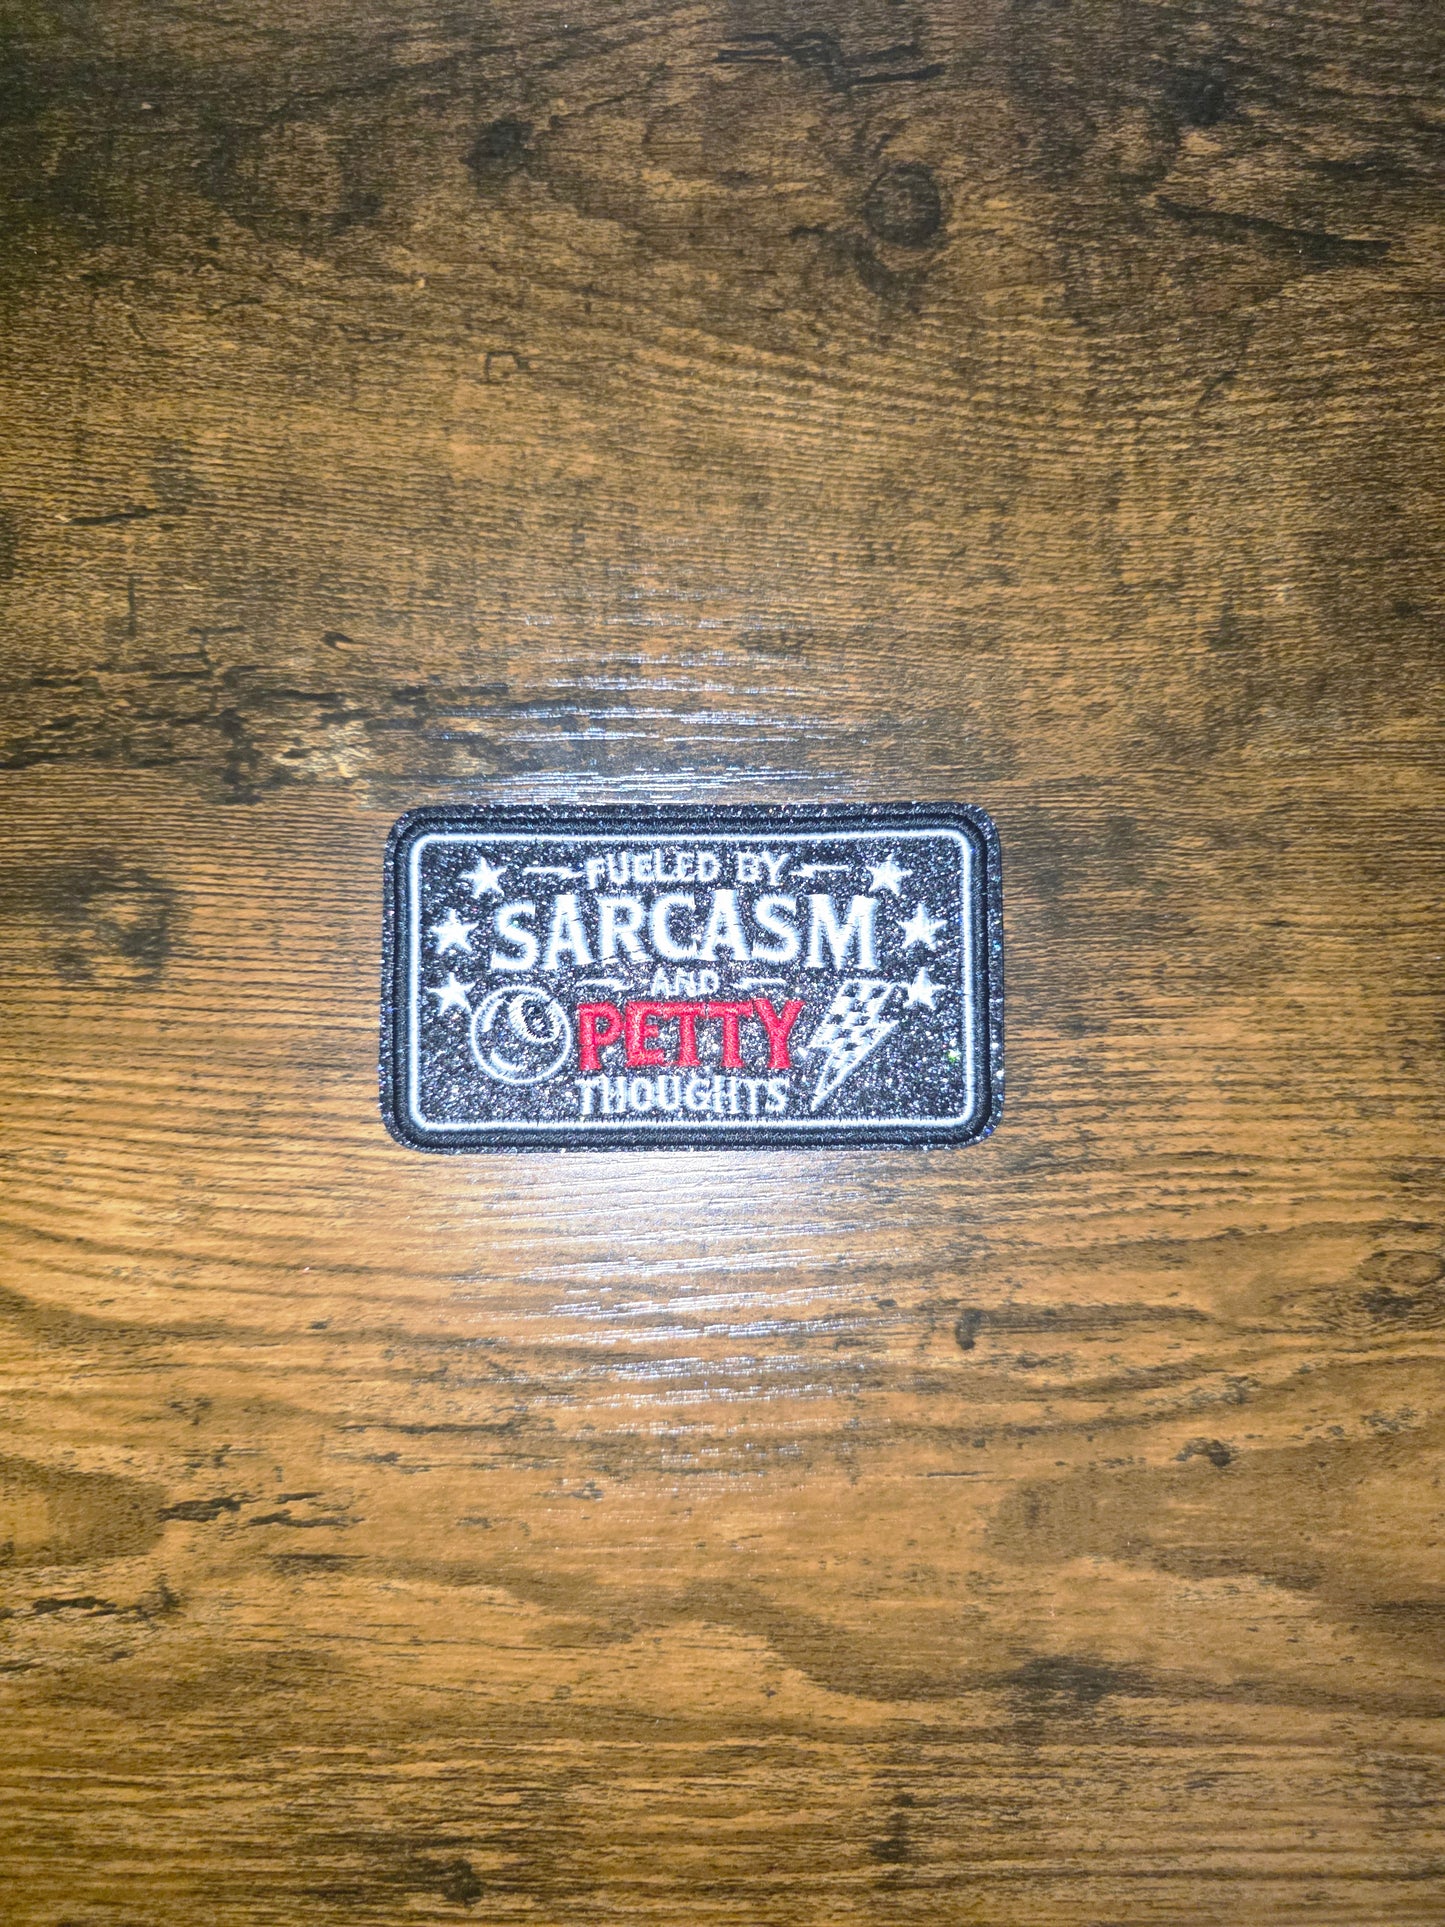 FUELED BY
SARCASM
AND
PETTY
THOUGHTS